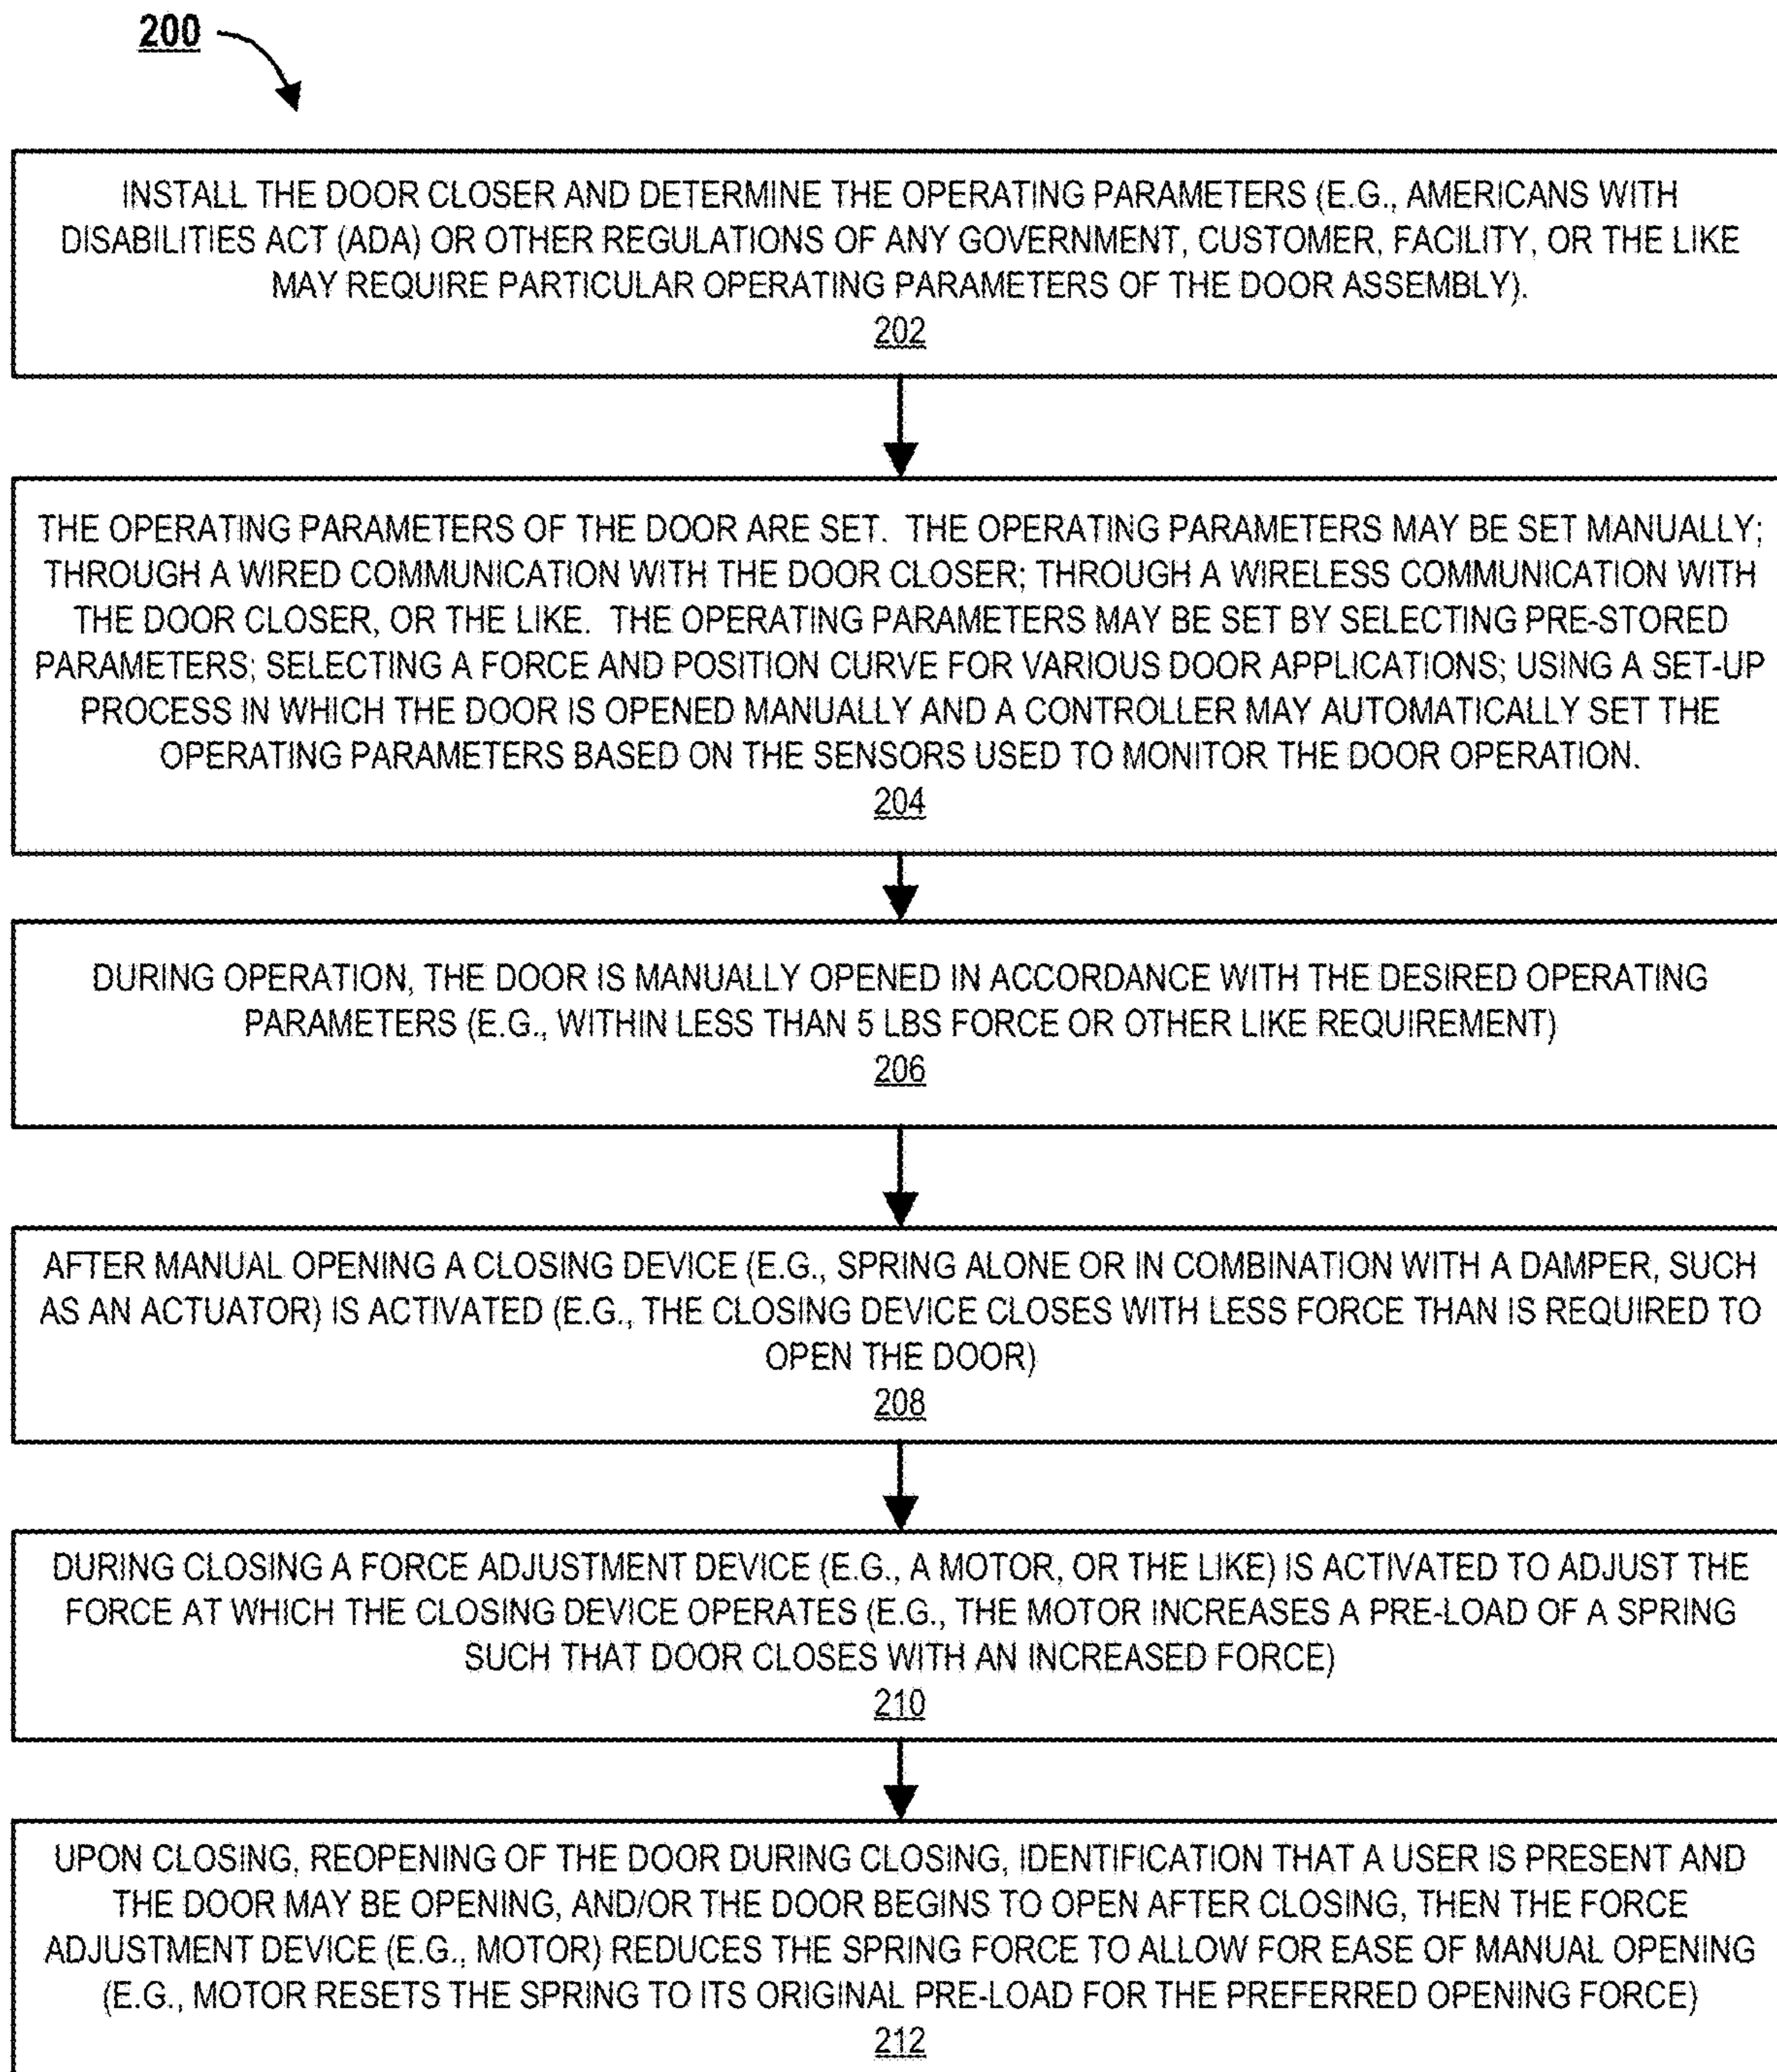 200
INSTALL THE DOOR CLOSER AND DETERMINE THE OPERATING PARAMETERS (E.G., AMERICANS WITH
DISABILITIES ACT (ADA) OR OTHER REGULATIONS OF ANY GOVERNMENT, CUSTOMER, FACILITY, OR THE LIKE
MAY REQUIRE PARTICULAR OPERATING PARAMETERS OF THE DOOR ASSEMBLY).
202
THE OPERATING PARAMETERS OF THE DOOR ARE SET. THE OPERATING PARAMETERS MAY BE SET MANUALLY;
THROUGH A WIRED COMMUNICATION WITH THE DOOR CLOSER; THROUGH A WIRELESS COMMUNICATION WITH
THE DOOR CLOSER, OR THE LIKE. THE OPERATING PARAMETERS MAY BE SET BY SELECTING PRE-STORED
PARAMETERS; SELECTING A FORCE AND POSITION CURVE FOR VARIOUS DOOR APPLICATIONS; USING A SET-UP
PROCESS IN WHICH THE DOOR IS OPENED MANUALLY AND A CONTROLLER MAY AUTOMATICALLY SET THE
OPERATING PARAMETERS BASED ON THE SENSORS USED TO MONITOR THE DOOR OPERATION.
204
DURING OPERATION, THE DOOR IS MANUALLY OPENED IN ACCORDANCE WITH THE DESIRED OPERATING
PARAMETERS (E.G., WITHIN LESS THAN 5 LBS FORCE OR OTHER LIKE REQUIREMENT)
206
AFTER MANUAL OPENING A CLOSING DEVICE (E.G., SPRING ALONE OR IN COMBINATION WITH A DAMPER, SUCH
AS AN ACTUATOR) IS ACTIVATED (E.G., THE CLOSING DEVICE CLOSES WITH LESS FORCE THAN IS REQUIRED TO
OPEN THE DOOR)
208
DURING CLOSING A FORCE ADJUSTMENT DEVICE (E.G., A MOTOR, OR THE LIKE) IS ACTIVATED TO ADJUST THE
FORCE AT WHICH THE CLOSING DEVICE OPERATES (E.G., THE MOTOR INCREASES A PRE-LOAD OF A SPRING
SUCH THAT DOOR CLOSES WITH AN INCREASED FORCE)
210
UPON CLOSING, REOPENING OF THE DOOR DURING CLOSING, IDENTIFICATION THAT A USER IS PRESENT AND
THE DOOR MAY BE OPENING, AND/OR THE DOOR BEGINS TO OPEN AFTER CLOSING, THEN THE FORCE
ADJUSTMENT DEVICE (E.G., MOTOR) REDUCES THE SPRING FORCE TO ALLOW FOR EASE OF MANUAL OPENING
(E.G., MOTOR RESETS THE SPRING TO ITS ORIGINAL PRE-LOAD FOR THE PREFERRED OPENING FORCE)
212